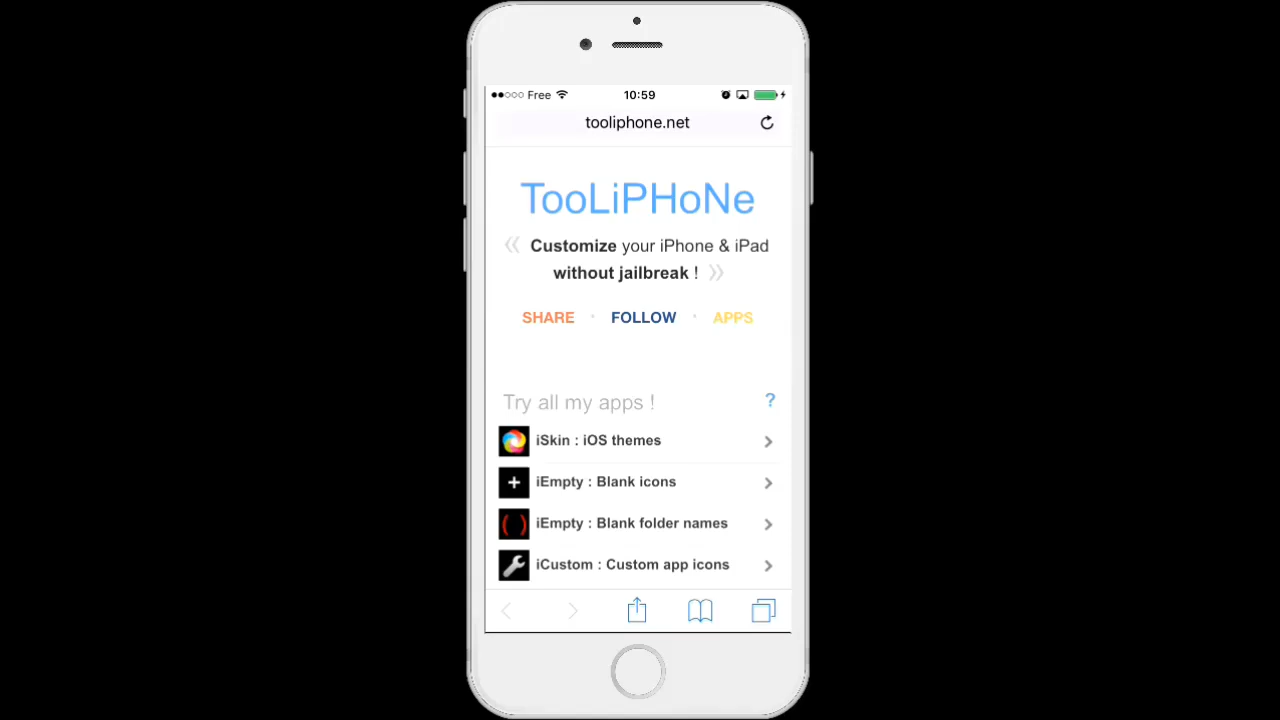 Free 10:59
tooliphone.net
TooLiPHoNe
« Customize your iPhone & iPad
without jailbreak ! »
SHARE · FOLLOW · APPS
Try all my apps ! ?
iSkin : iOS themes
+ iEmpty : Blank icons
( ) iEmpty : Blank folder names
iCustom : Custom app icons